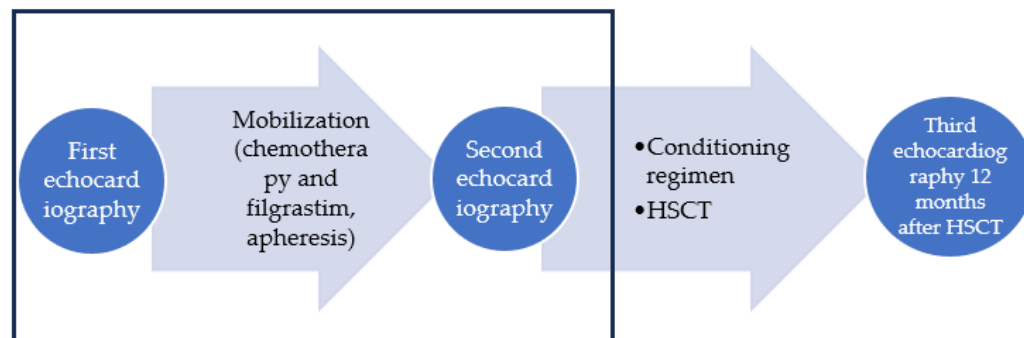 First
echocard
iography
Mobilization
(chemothera
py and
filgrastim,
apheresis)
Second
echocard
iography
•Conditioning
regimen
•HSCT
Third
echocardiog
raphy 12
months
after HSCT